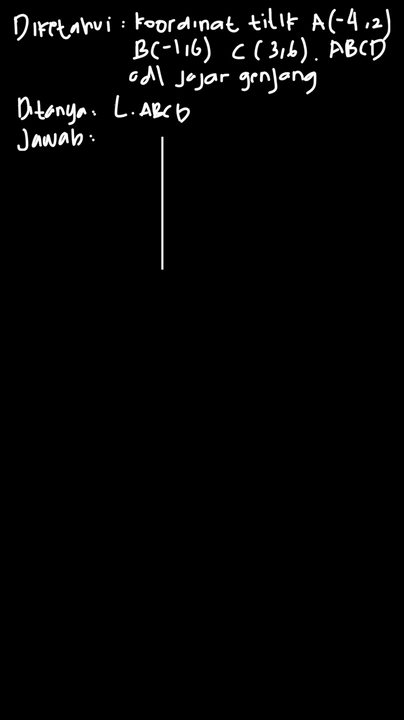 Diketahui : koordinat titik A(-4,2)
B(-1,6) C (3,6). ABCD
adl jajar genjang
Ditanya : L. ABCD
Jawab :